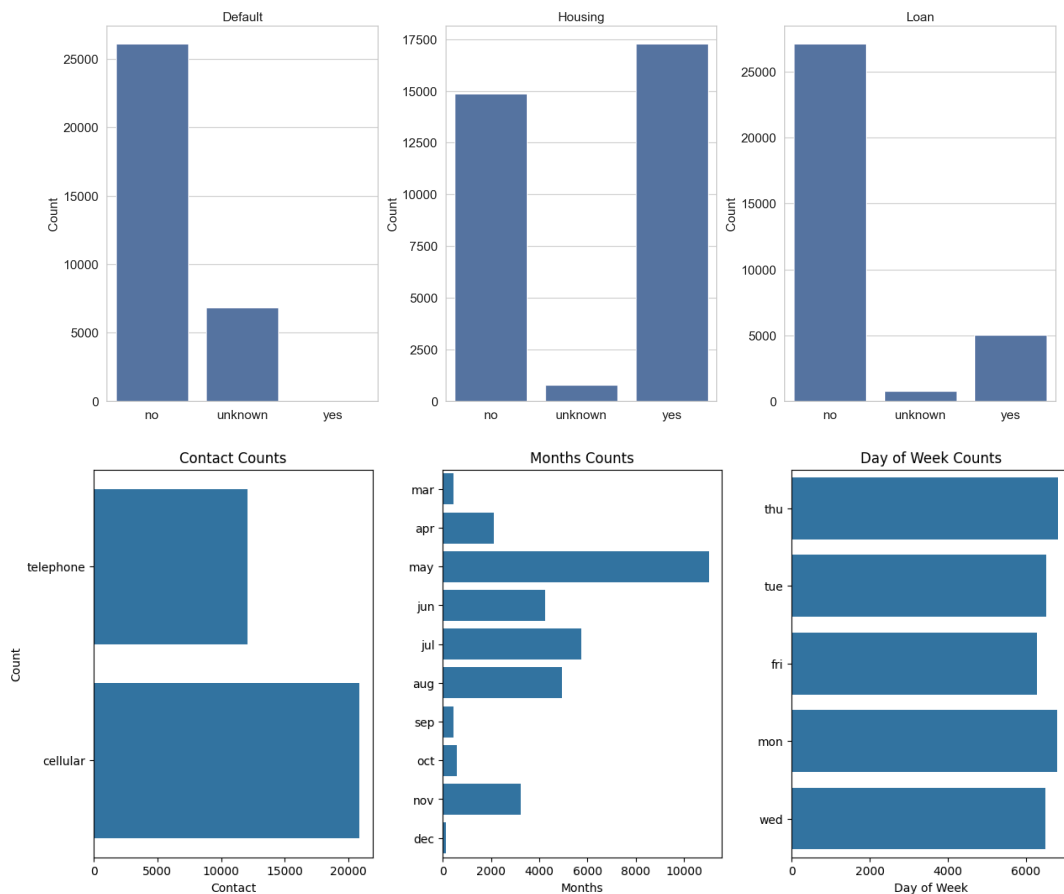 Default
Count
25000
20000
15000
10000
5000
0
no unknown yes
Housing
Count
17500
15000
12500
10000
7500
5000
2500
0
no unknown yes
Loan
Count
25000
20000
15000
10000
5000
0
no unknown yes
Contact Counts
Count
telephone
cellular
0 5000 10000 15000 20000
Contact
Months Counts
mar
apr
may
jun
jul
aug
sep
oct
nov
dec
0 2000 4000 6000 8000 10000
Months
Day of Week Counts
thu
tue
fri
mon
wed
0 2000 4000 6000
Day of Week